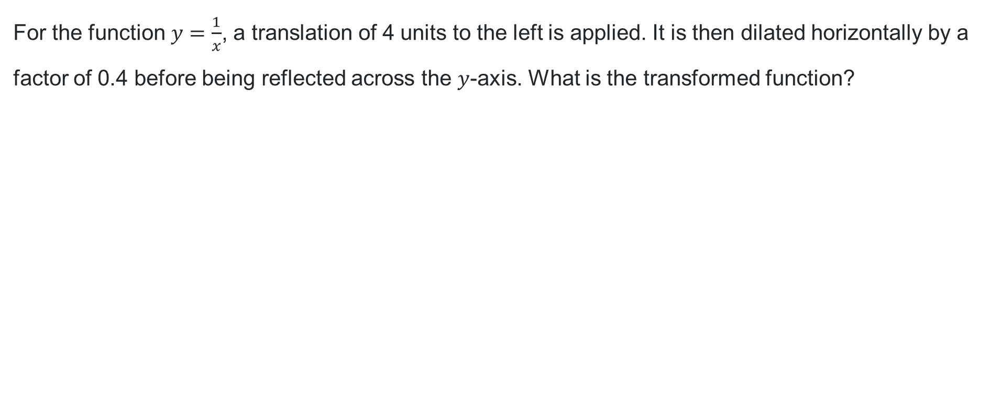 For the function y = 1/x, a translation of 4 units to the left is applied. It is then dilated horizontally by a
factor of 0.4 before being reflected across the y-axis. What is the transformed function?